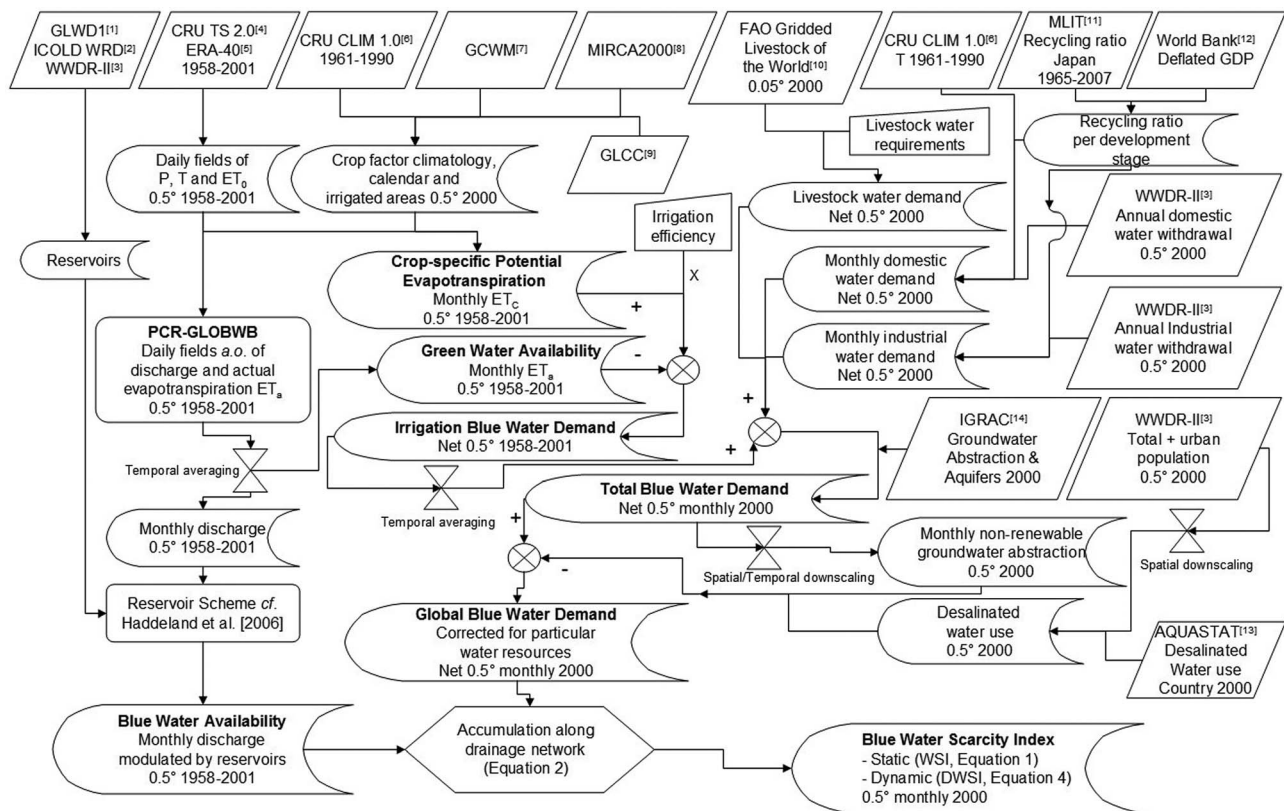 GLWD1[1]
ICOLD WRD[2]
WWDR-II[3]
CRU TS 2.0[4]
ERA-40[5]
1958-2001
CRU CLIM 1.0[6]
1961-1990
GCWM[7]
MIRCA2000[8]
FAO Gridded
Livestock of
the World[10]
0.05° 2000
CRU CLIM 1.0[6]
T 1961-1990
MLIT[11]
Recycling ratio
Japan
1965-2007
World Bank[12]
Deflated GDP
Livestock water
requirements
Recycling ratio
per development
stage
Daily fields of
P, T and ET0
0.5° 1958-2001
Crop factor climatology,
calendar and
irrigated areas 0.5° 2000
GLCC[9]
Livestock water demand
Net 0.5° 2000
WWDR-II[3]
Annual domestic
water withdrawal
0.5° 2000
Irrigation
efficiency
Reservoirs
Crop-specific Potential
Evapotranspiration
Monthly ETC
0.5° 1958-2001
X
+
Monthly domestic
water demand
Net 0.5° 2000
PCR-GLOBWB
Daily fields a.o. of
discharge and actual
evapotranspiration ETa
0.5° 1958-2001
Green Water Availability
Monthly ETa
0.5° 1958-2001
-
Monthly industrial
water demand
Net 0.5° 2000
WWDR-II[3]
Annual Industrial
water withdrawal
0.5° 2000
+
Irrigation Blue Water Demand
Net 0.5° 1958-2001
+
IGRAC[14]
Groundwater
Abstraction &
Aquifers 2000
WWDR-II[3]
Total + urban
population
0.5° 2000
Temporal averaging
Temporal averaging
Total Blue Water Demand
Net 0.5° monthly 2000
+
Monthly discharge
0.5° 1958-2001
Monthly non-renewable
groundwater abstraction
0.5° 2000
Spatial/Temporal downscaling
Spatial downscaling
-
Reservoir Scheme cf.
Haddeland et al. [2006]
Global Blue Water Demand
Corrected for particular
water resources
Net 0.5° monthly 2000
Desalinated
water use
0.5° 2000
AQUASTAT[13]
Desalinated
Water use
Country 2000
Blue Water Availability
Monthly discharge
modulated by reservoirs
0.5° 1958-2001
Accumulation along
drainage network
(Equation 2)
Blue Water Scarcity Index
- Static (WSI, Equation 1)
- Dynamic (DWSI, Equation 4)
0.5° monthly 2000